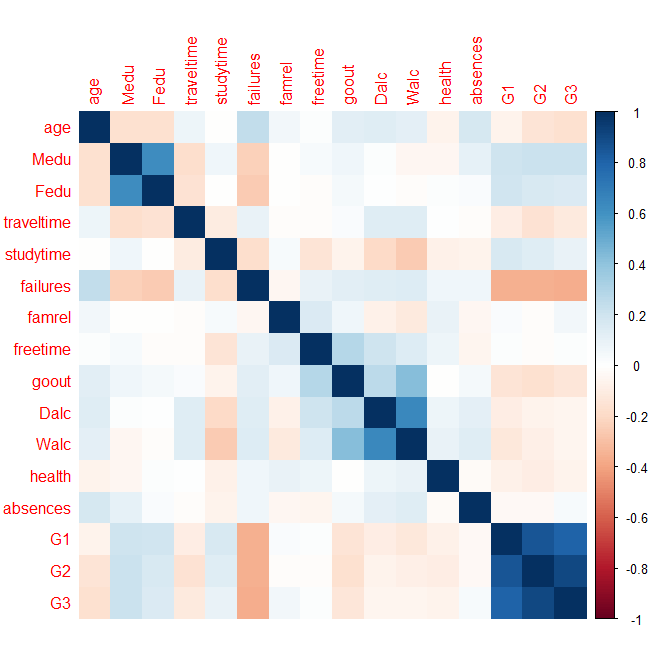 age Medu Fedu traveltime studytime failures famrel freetime goout Dalc Walc health absences G1 G2 G3
age
Medu
Fedu
traveltime
studytime
failures
famrel
freetime
goout
Dalc
Walc
health
absences
G1
G2
G3
1
0.8
0.6
0.4
0.2
0
-0.2
-0.4
-0.6
-0.8
-1